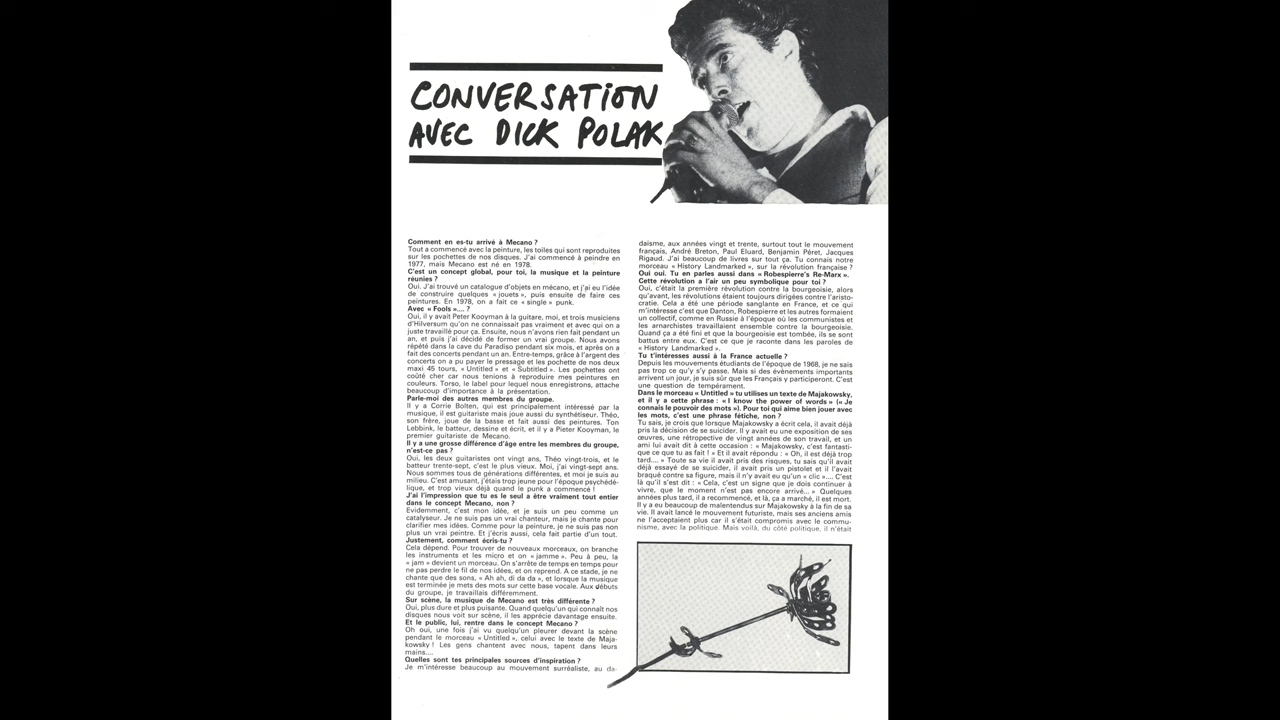 CONVERSATION
AVEC DICK POLAK
Comment en es-tu arrivé à Mecano ?
Tout a commencé avec la peinture, les toiles qui sont reproduites
sur les pochettes de nos disques. J'ai commencé à peindre en
1977, mais Mecano est né en 1978.
C'est un concept global, pour toi, la musique et la peinture
réunies ?
Oui. J'ai trouvé un catalogue d'objets en mécano, et j'ai eu l'idée
de construire quelques « jouets », puis ensuite de faire ces
peintures. En 1978, on a fait ce « single » punk.
Avec « Fools ».... ?
Oui, il y avait Peter Kooyman à la guitare, moi, et trois musiciens
d'Hilversum qu'on ne connaissait pas vraiment et avec qui on a
juste travaillé pour ça. Ensuite, nous n'avons rien fait pendant un
an, et puis j'ai décidé de former un vrai groupe. Nous avons
répété dans la cave du Paradiso pendant six mois, et après on a
fait des concerts pendant un an. Entre-temps, grâce à l'argent des
concerts on a pu payer le pressage et les pochette de nos deux
maxi 45 tours, « Untitled » et « Subtitled ». Les pochettes ont
coûté cher car nous tenions à reproduire mes peintures en
couleurs. Torso, le label pour lequel nous enregistrons, attache
beaucoup d'importance à la présentation.
Parle-moi des autres membres du groupe.
Il y a Corrie Bolten, qui est principalement intéressé par la
musique, il est guitariste mais joue aussi du synthétiseur. Théo,
son frère, joue de la basse et fait aussi des peintures. Ton
Lebbink, le batteur, dessine et écrit, et il y a Pieter Kooyman, le
premier guitariste de Mecano.
Il y a une grosse différence d'âge entre les membres du groupe,
n'est-ce pas ?
Oui, les deux guitaristes ont vingt ans, Théo vingt-trois, et le
batteur trente-sept, c'est le plus vieux. Moi, j'ai vingt-sept ans.
Nous sommes tous de générations différentes, et moi je suis au
milieu. C'est amusant, j'étais trop jeune pour l'époque psychédé-
lique, et trop vieux déjà quand le punk a commencé !
J'ai l'impression que tu es le seul a être vraiment tout entier
dans le concept Mecano, non ?
Evidemment, c'est mon idée, et je suis un peu comme un
catalyseur. Je ne suis pas un vrai chanteur, mais je chante pour
clarifier mes idées. Comme pour la peinture, je ne suis pas non
plus un vrai peintre. Et j'écris aussi, cela fait partie d'un tout.
Justement, comment écris-tu ?
Cela dépend. Pour trouver de nouveaux morceaux, on branche
les instruments et les micro et on « jamme ». Peu à peu, la
« jam » devient un morceau. On s'arrête de temps en temps pour
ne pas perdre le fil de nos idées, et on reprend. A ce stade, je ne
chante que des sons, « Ah ah, di da da », et lorsque la musique
est terminée je mets des mots sur cette base vocale. Aux débuts
du groupe, je travaillais différemment.
Sur scène, la musique de Mecano est très différente ?
Oui, plus dure et plus puisante. Quand quelqu'un qui connaît nos
disques nous voit sur scène, il les apprécie davantage ensuite.
Et le public, lui, rentre dans le concept Mecano ?
Oh oui, une fois j'ai vu quelqu'un pleurer devant la scène
pendant le morceau « Untitled », celui avec le texte de Maja-
kowsky ! Les gens chantent avec nous, tapent dans leurs
mains....
Quelles sont tes principales sources d'inspiration ?
Je m'intéresse beaucoup au mouvement surréaliste, au da-
daïsme, aux années vingt et trente, surtout tout le mouvement
français, André Breton, Paul Eluard, Benjamin Péret, Jacques
Rigaud. J'ai beaucoup de livres sur tout ça. Tu connais notre
morceau « History Landmarked », sur la révolution française ?
Oui oui. Tu en parles aussi dans « Robespierre's Re-Marx ».
Cette révolution a l'air un peu symbolique pour toi ?
Oui, c'était la première révolution contre la bourgeoisie, alors
qu'avant, les révolutions étaient toujours dirigées contre l'aristo-
cratie. Cela a été une période sanglante en France, et ce qui
m'intéresse c'est que Danton, Robespierre et les autres formaient
un collectif, comme en Russie à l'époque où les communistes et
les arnarchistes travaillaient ensemble contre la bourgeoisie.
Quand ça a été fini et que la bourgeoisie est tombée, ils se sont
battus entre eux. C'est ce que je raconte dans les paroles de
« History Landmarked ».
Tu t'intéresses aussi à la France actuelle ?
Depuis les mouvements étudiants de l'époque de 1968, je ne sais
pas trop ce qu'y s'y passe. Mais si des évènements importants
arrivent un jour, je suis sûr que les Français y participeront. C'est
une question de tempérament.
Dans le morceau « Untitled » tu utilises un texte de Majakowsky,
et il y a cette phrase : « I know the power of words » (« Je
connais le pouvoir des mots »). Pour toi qui aime bien jouer avec
les mots, c'est une phrase fétiche, non ?
Tu sais, je crois que lorsque Majakowsky a écrit cela, il avait déjà
pris la décision de se suicider. Il y avait eu une exposition de ses
œuvres, une rétropective de vingt années de son travail, et un
ami lui avait dit à cette occasion : « Majakowsky, c'est fantasti-
que ce que tu as fait ! » Et il avait répondu : « Oh, il est déjà trop
tard.... » Toute sa vie il avait pris des risques, tu sais qu'il avait
déjà essayé de se suicider, il avait pris un pistolet et il l'avait
braqué contre sa figure, mais il n'y avait eu qu'un « clic ».... C'est
là qu'il s'est dit : « Cela, c'est un signe que je dois continuer à
vivre, que le moment n'est pas encore arrivé... » Quelques
années plus tard, il a recommencé, et là, ça a marché, il est mort.
Il y a eu beaucoup de malentendus sur Majakowsky à la fin de sa
vie. Il avait lancé le mouvement futuriste, mais ses anciens amis
ne l'acceptaient plus car il s'était compromis avec le commu-
nisme, avec la politique. Mais voilà, du côté politique, il n'était